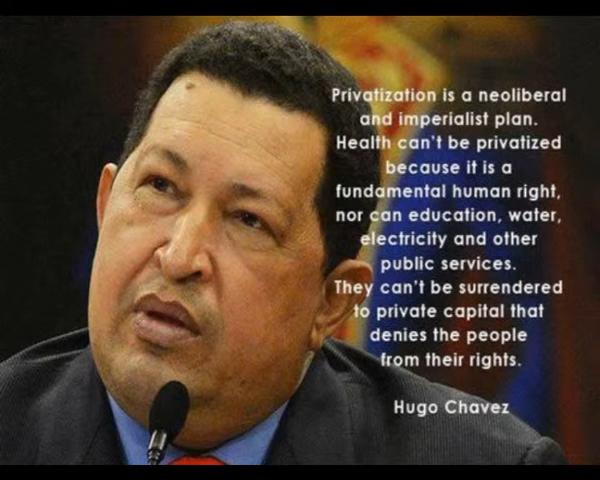 Privatization is a neoliberal
and imperialist plan.
Health can't be privatized
because it is a
fundamental human right,
nor can education, water,
electricity and other
public services.
They can't be surrendered
to private capital that
denies the people
from their rights.
Hugo Chavez